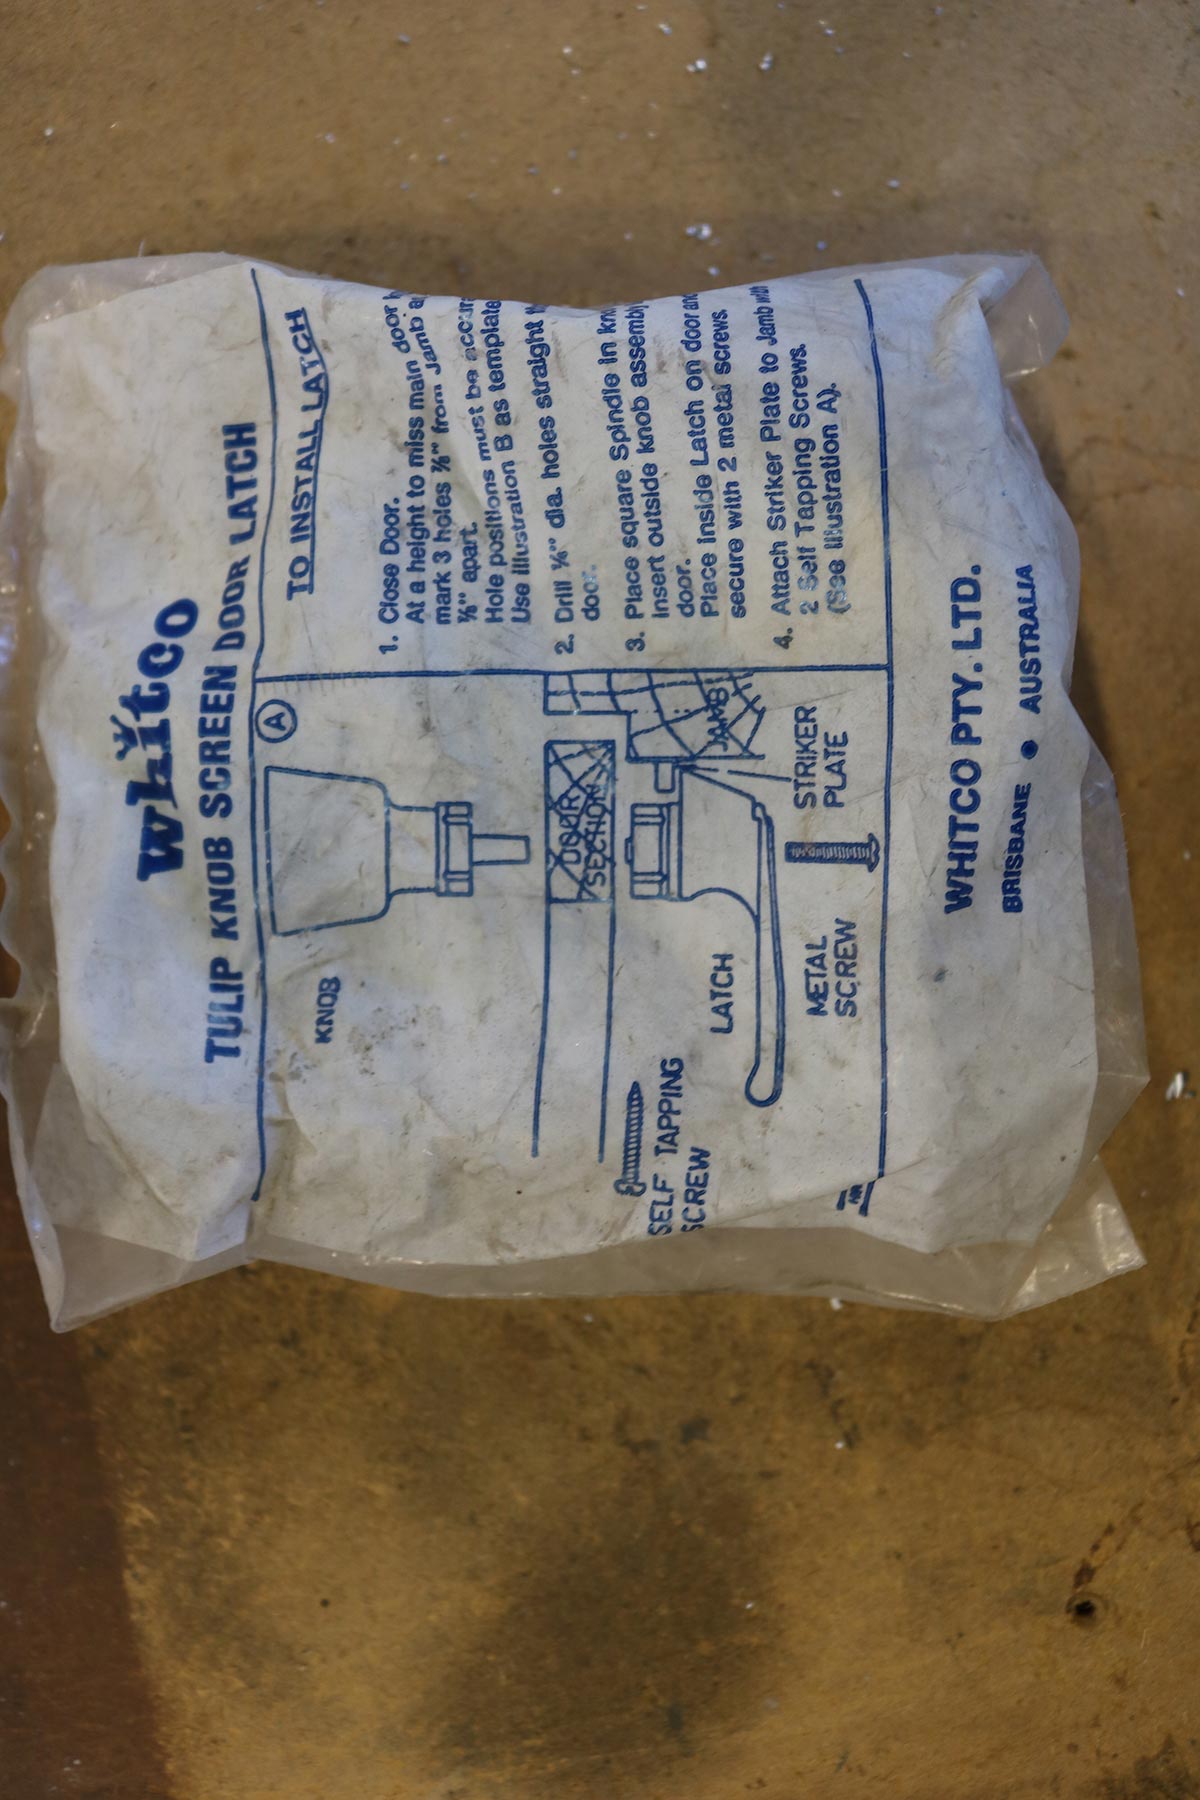 whitco
TULIP KNOB SCREEN DOOR LATCH
A
KNOB
DOOR
SECTION
JAMB
STRIKER
PLATE
LATCH
SELF TAPPING
SCREW
METAL
SCREW
TO INSTALL LATCH
1. Close Door.
At a height to miss main door
mark 3 holes ⅞" from Jamb
apart.
Hole positions must be
Use Illustration B as template
2. Drill dia. holes straight
door.
3. Place square Spindle in
insert outside knob assembly
door.
Place inside Latch on door and
secure with 2 metal screws
4. Attach Striker Plate to Jamb with
2 Self Tapping Screws.
(See Illustration A).
WHITCO PTY. LTD.
BRISBANE • AUSTRALIA